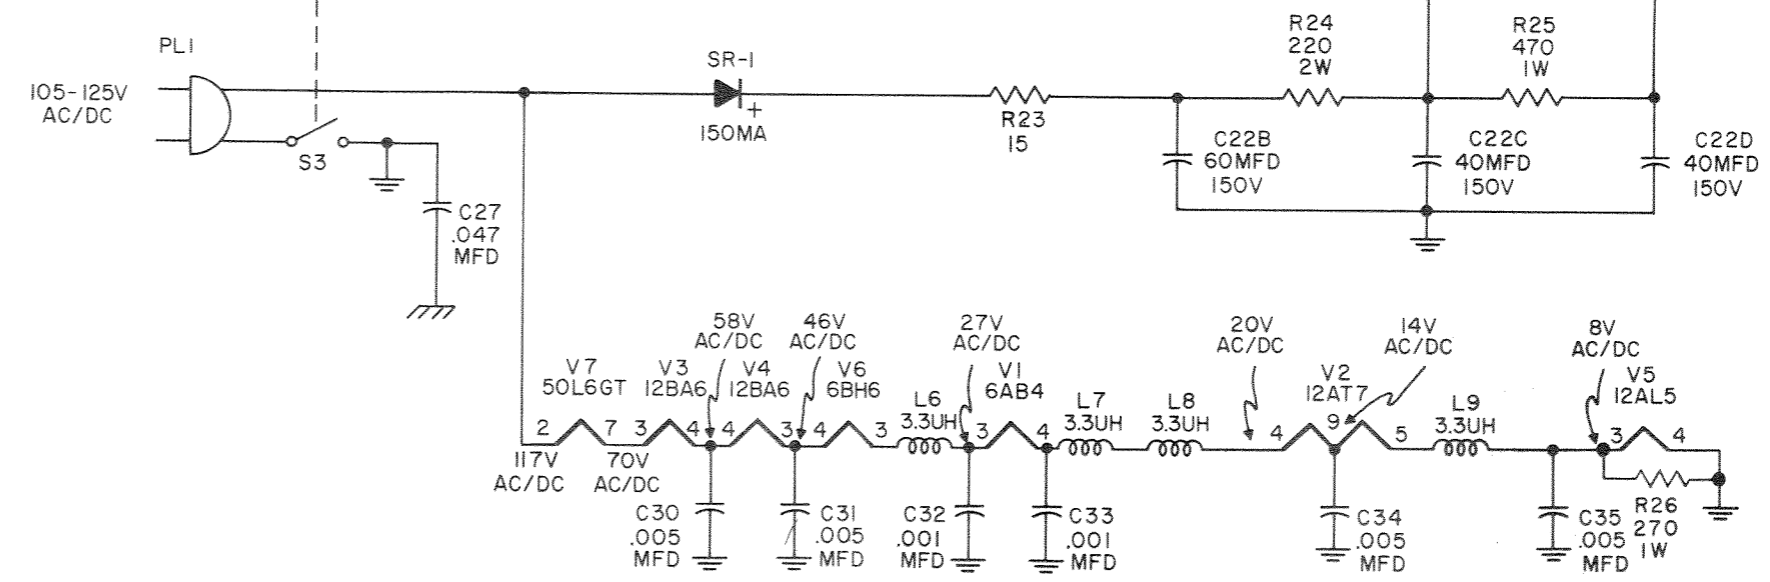 PL1
105-125V
AC/DC
S3
C27
.047
MFD
SR-1
+
150MA
R23
15
R24
220
2W
R25
470
1W
C22B
60MFD
150V
C22C
40MFD
150V
C22D
40MFD
150V
58V
AC/DC
46V
AC/DC
27V
AC/DC
20V
AC/DC
14V
AC/DC
8V
AC/DC
V7
50L6GT
V3
12BA6
V4
12BA6
V6
6BH6
L6
3.3UH
V1
6AB4
L7
3.3UH
L8
3.3UH
V2
12AT7
L9
3.3UH
V5
12AL5
2 7 3 4 4 3 4 3 3 4 4 9 5 3 4
117V
AC/DC
70V
AC/DC
C30
.005
MFD
C31
.005
MFD
C32
.001
MFD
C33
.001
MFD
C34
.005
MFD
C35
.005
MFD
R26
270
1W